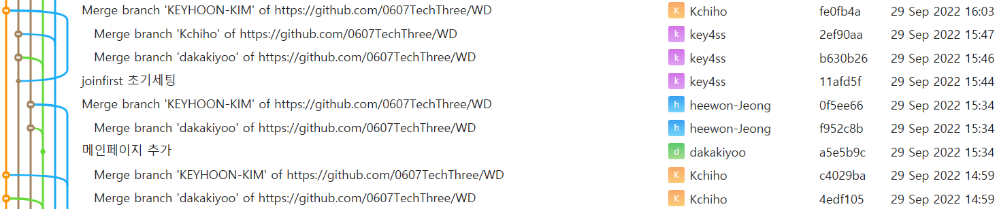 Merge branch 'KEYHOON-KIM' of https://github.com/0607TechThree/WD K Kchiho fe0fb4a 29 Sep 2022 16:03
Merge branch 'Kchiho' of https://github.com/0607TechThree/WD k key4ss 2ef90aa 29 Sep 2022 15:47
Merge branch 'dakakiyoo' of https://github.com/0607TechThree/WD k key4ss b630b26 29 Sep 2022 15:46
joinfirst 초기세팅 k key4ss 11afd5f 29 Sep 2022 15:44
Merge branch 'KEYHOON-KIM' of https://github.com/0607TechThree/WD h heewon-Jeong 0f5ee66 29 Sep 2022 15:34
Merge branch 'dakakiyoo' of https://github.com/0607TechThree/WD h heewon-Jeong f952c8b 29 Sep 2022 15:34
메인페이지 추가 d dakakiyoo a5e5b9c 29 Sep 2022 15:34
Merge branch 'KEYHOON-KIM' of https://github.com/0607TechThree/WD K Kchiho c4029ba 29 Sep 2022 14:59
Merge branch 'dakakiyoo' of https://github.com/0607TechThree/WD K Kchiho 4edf105 29 Sep 2022 14:59